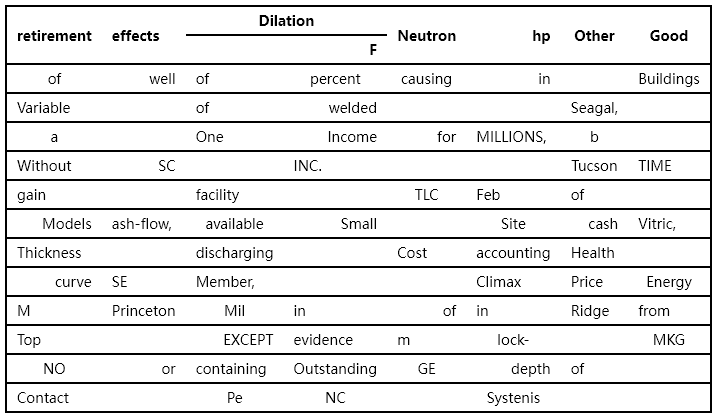 Dilation
retirement effects Neutron hp Other Good
F
of well of percent causing in Buildings
Variable of welded Seagal,
a One Income for MILLIONS, b
Without SC INC. Tucson TIME
gain facility TLC Feb of
Models ash-flow, available Small Site cash Vitric,
Thickness discharging Cost accounting Health
curve SE Member, Climax Price Energy
M Princeton Mil in of in Ridge from
Top EXCEPT evidence m lock- MKG
NO or containing Outstanding GE depth of
Contact Pe NC Systenis